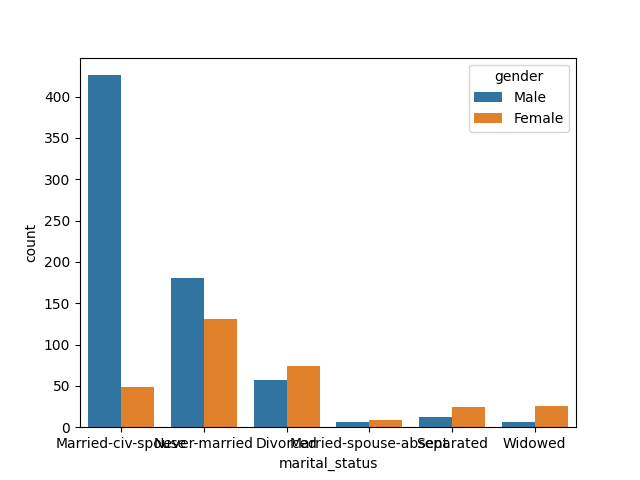 gender
Male
Female
400
350
300
250
200
150
100
50
0
count
Married-civ-spouse
Never-married
Divorced
Married-spouse-absent
Separated
Widowed
marital_status